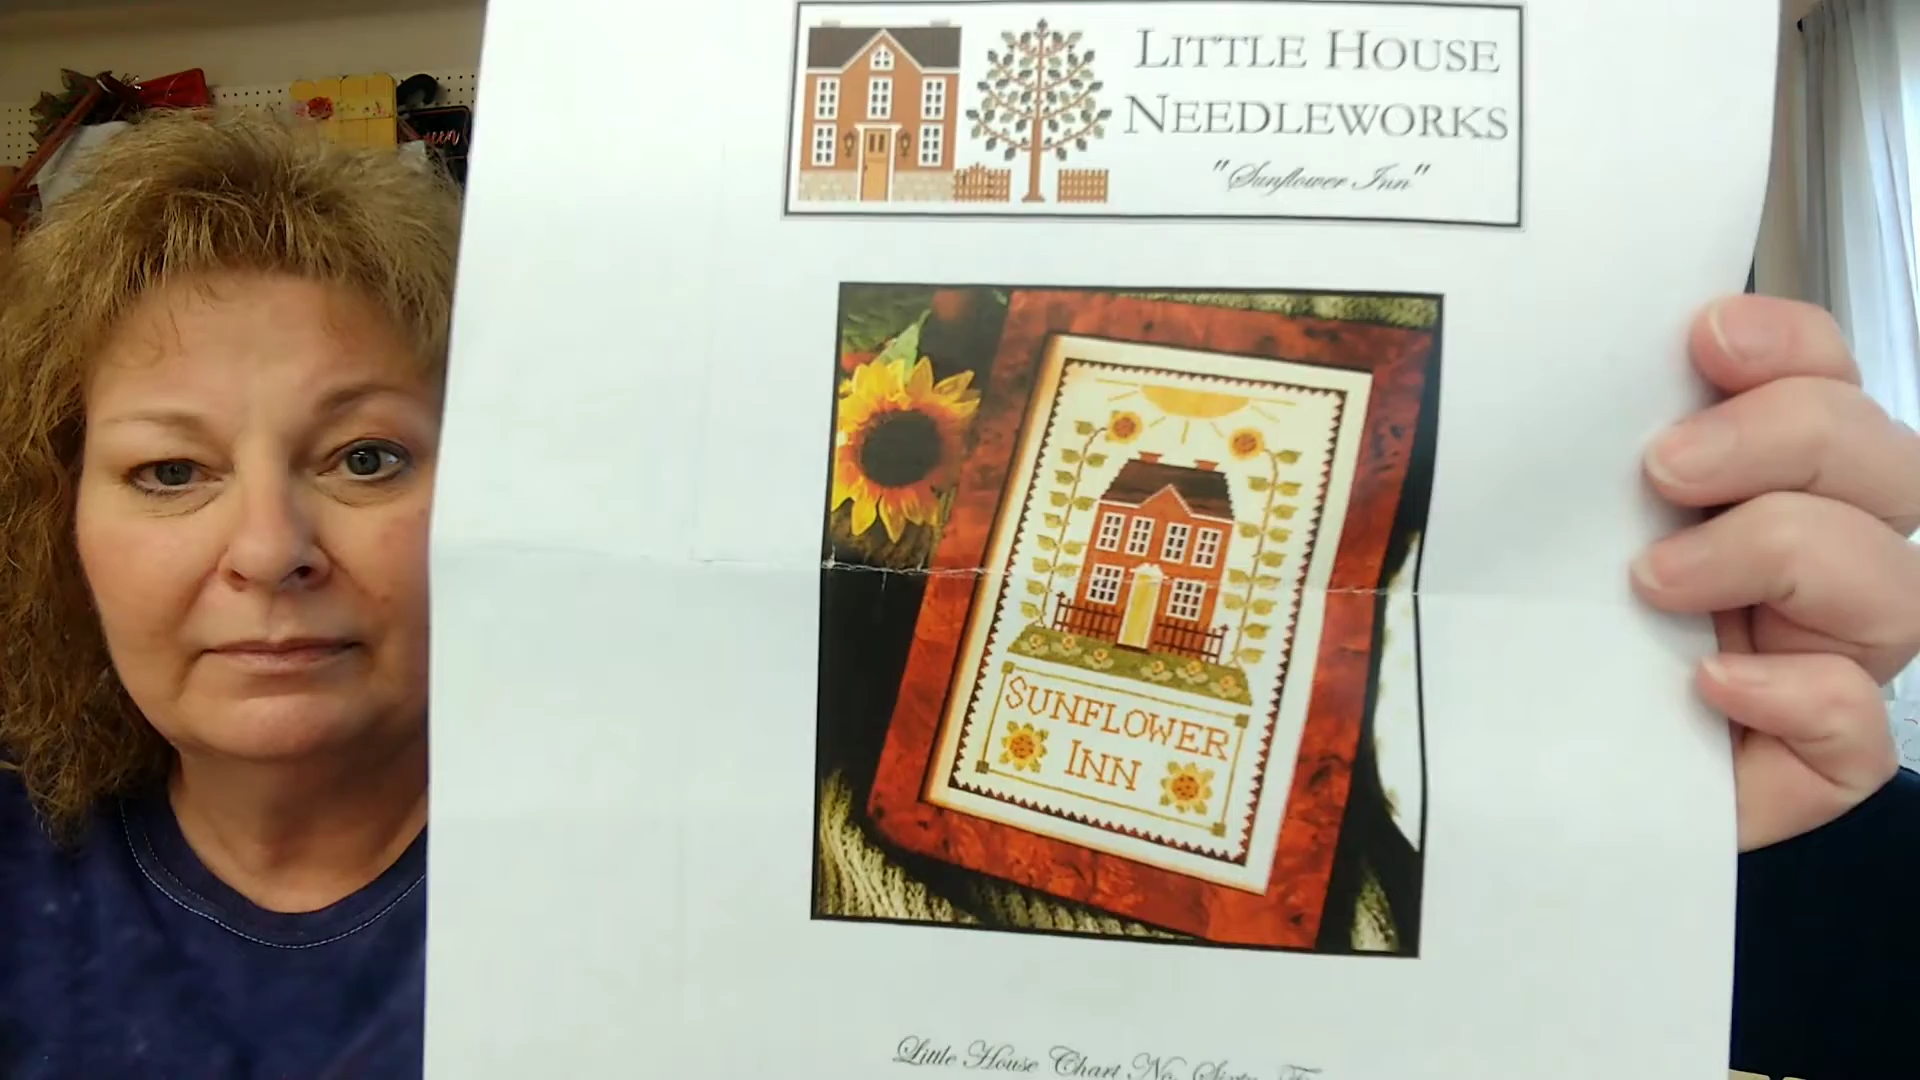 LITTLE HOUSE
NEEDLEWORKS
"Sunflower Inn"
SUNFLOWER
INN
Little House Chart No.